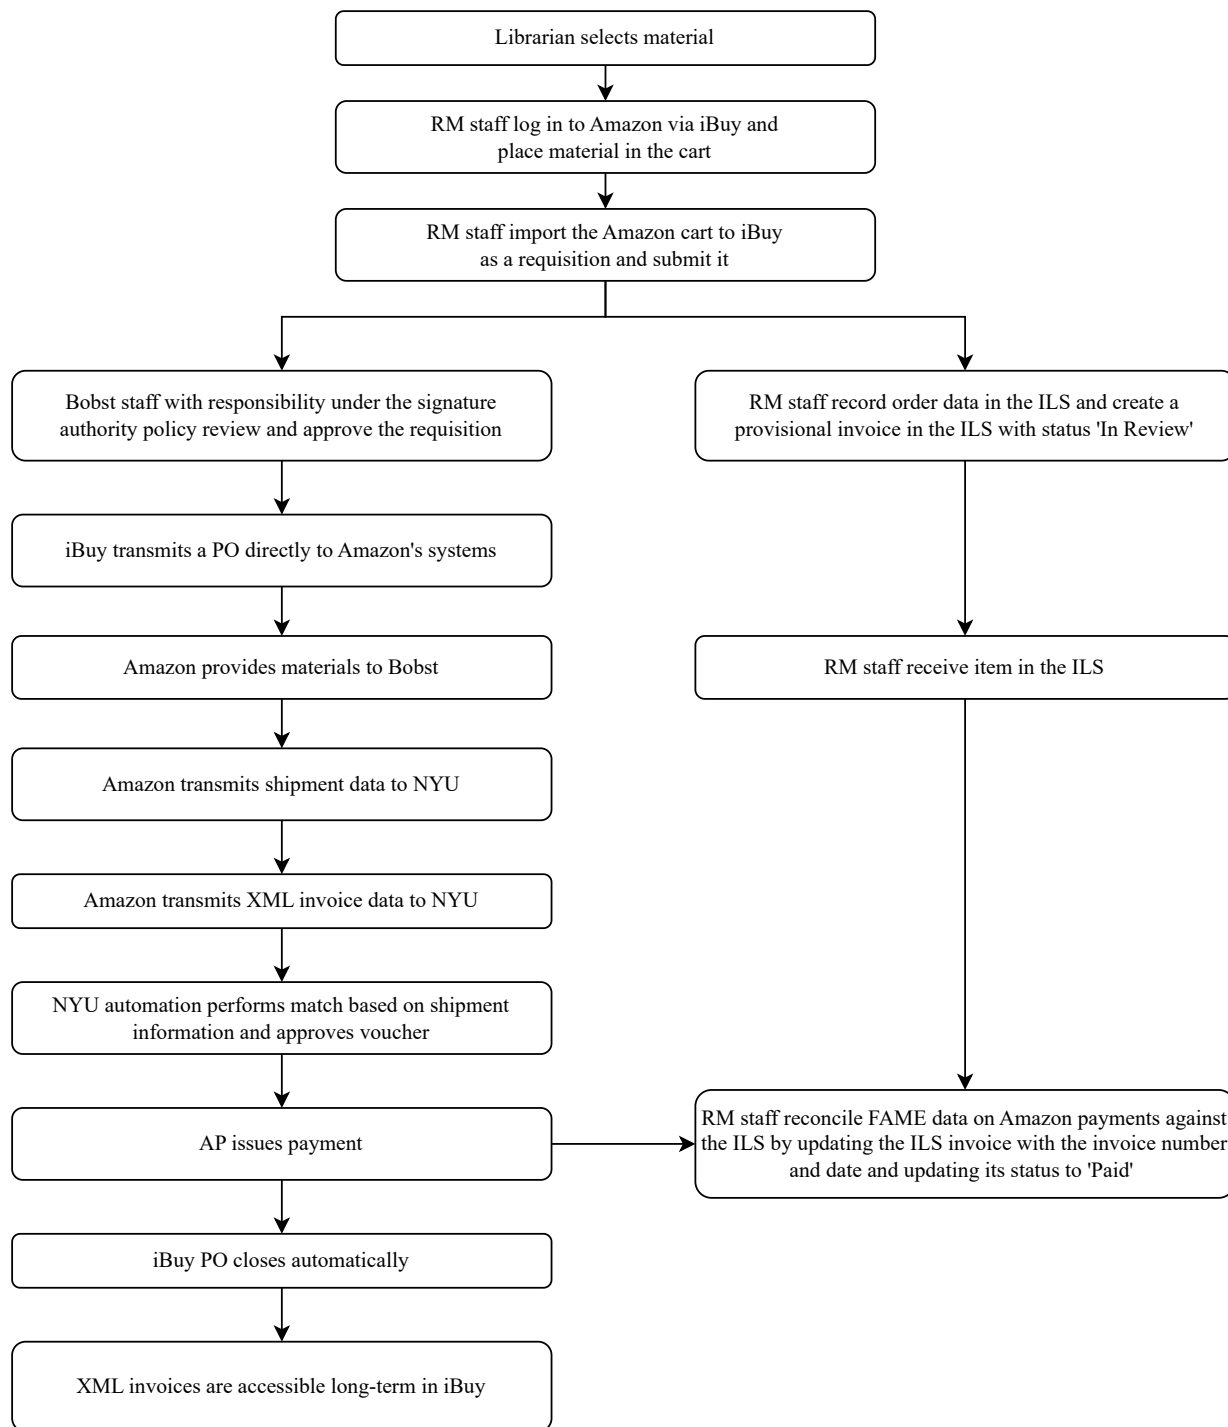 Librarian selects material
RM staff log in to Amazon via iBuy and
place material in the cart
RM staff import the Amazon cart to iBuy
as a requisition and submit it
Bobst staff with responsibility under the signature
authority policy review and approve the requisition
RM staff record order data in the ILS and create a
provisional invoice in the ILS with status 'In Review'
iBuy transmits a PO directly to Amazon's systems
Amazon provides materials to Bobst
RM staff receive item in the ILS
Amazon transmits shipment data to NYU
Amazon transmits XML invoice data to NYU
NYU automation performs match based on shipment
information and approves voucher
AP issues payment
RM staff reconcile FAME data on Amazon payments against
the ILS by updating the ILS invoice with the invoice number
and date and updating its status to 'Paid'
iBuy PO closes automatically
XML invoices are accessible long-term in iBuy